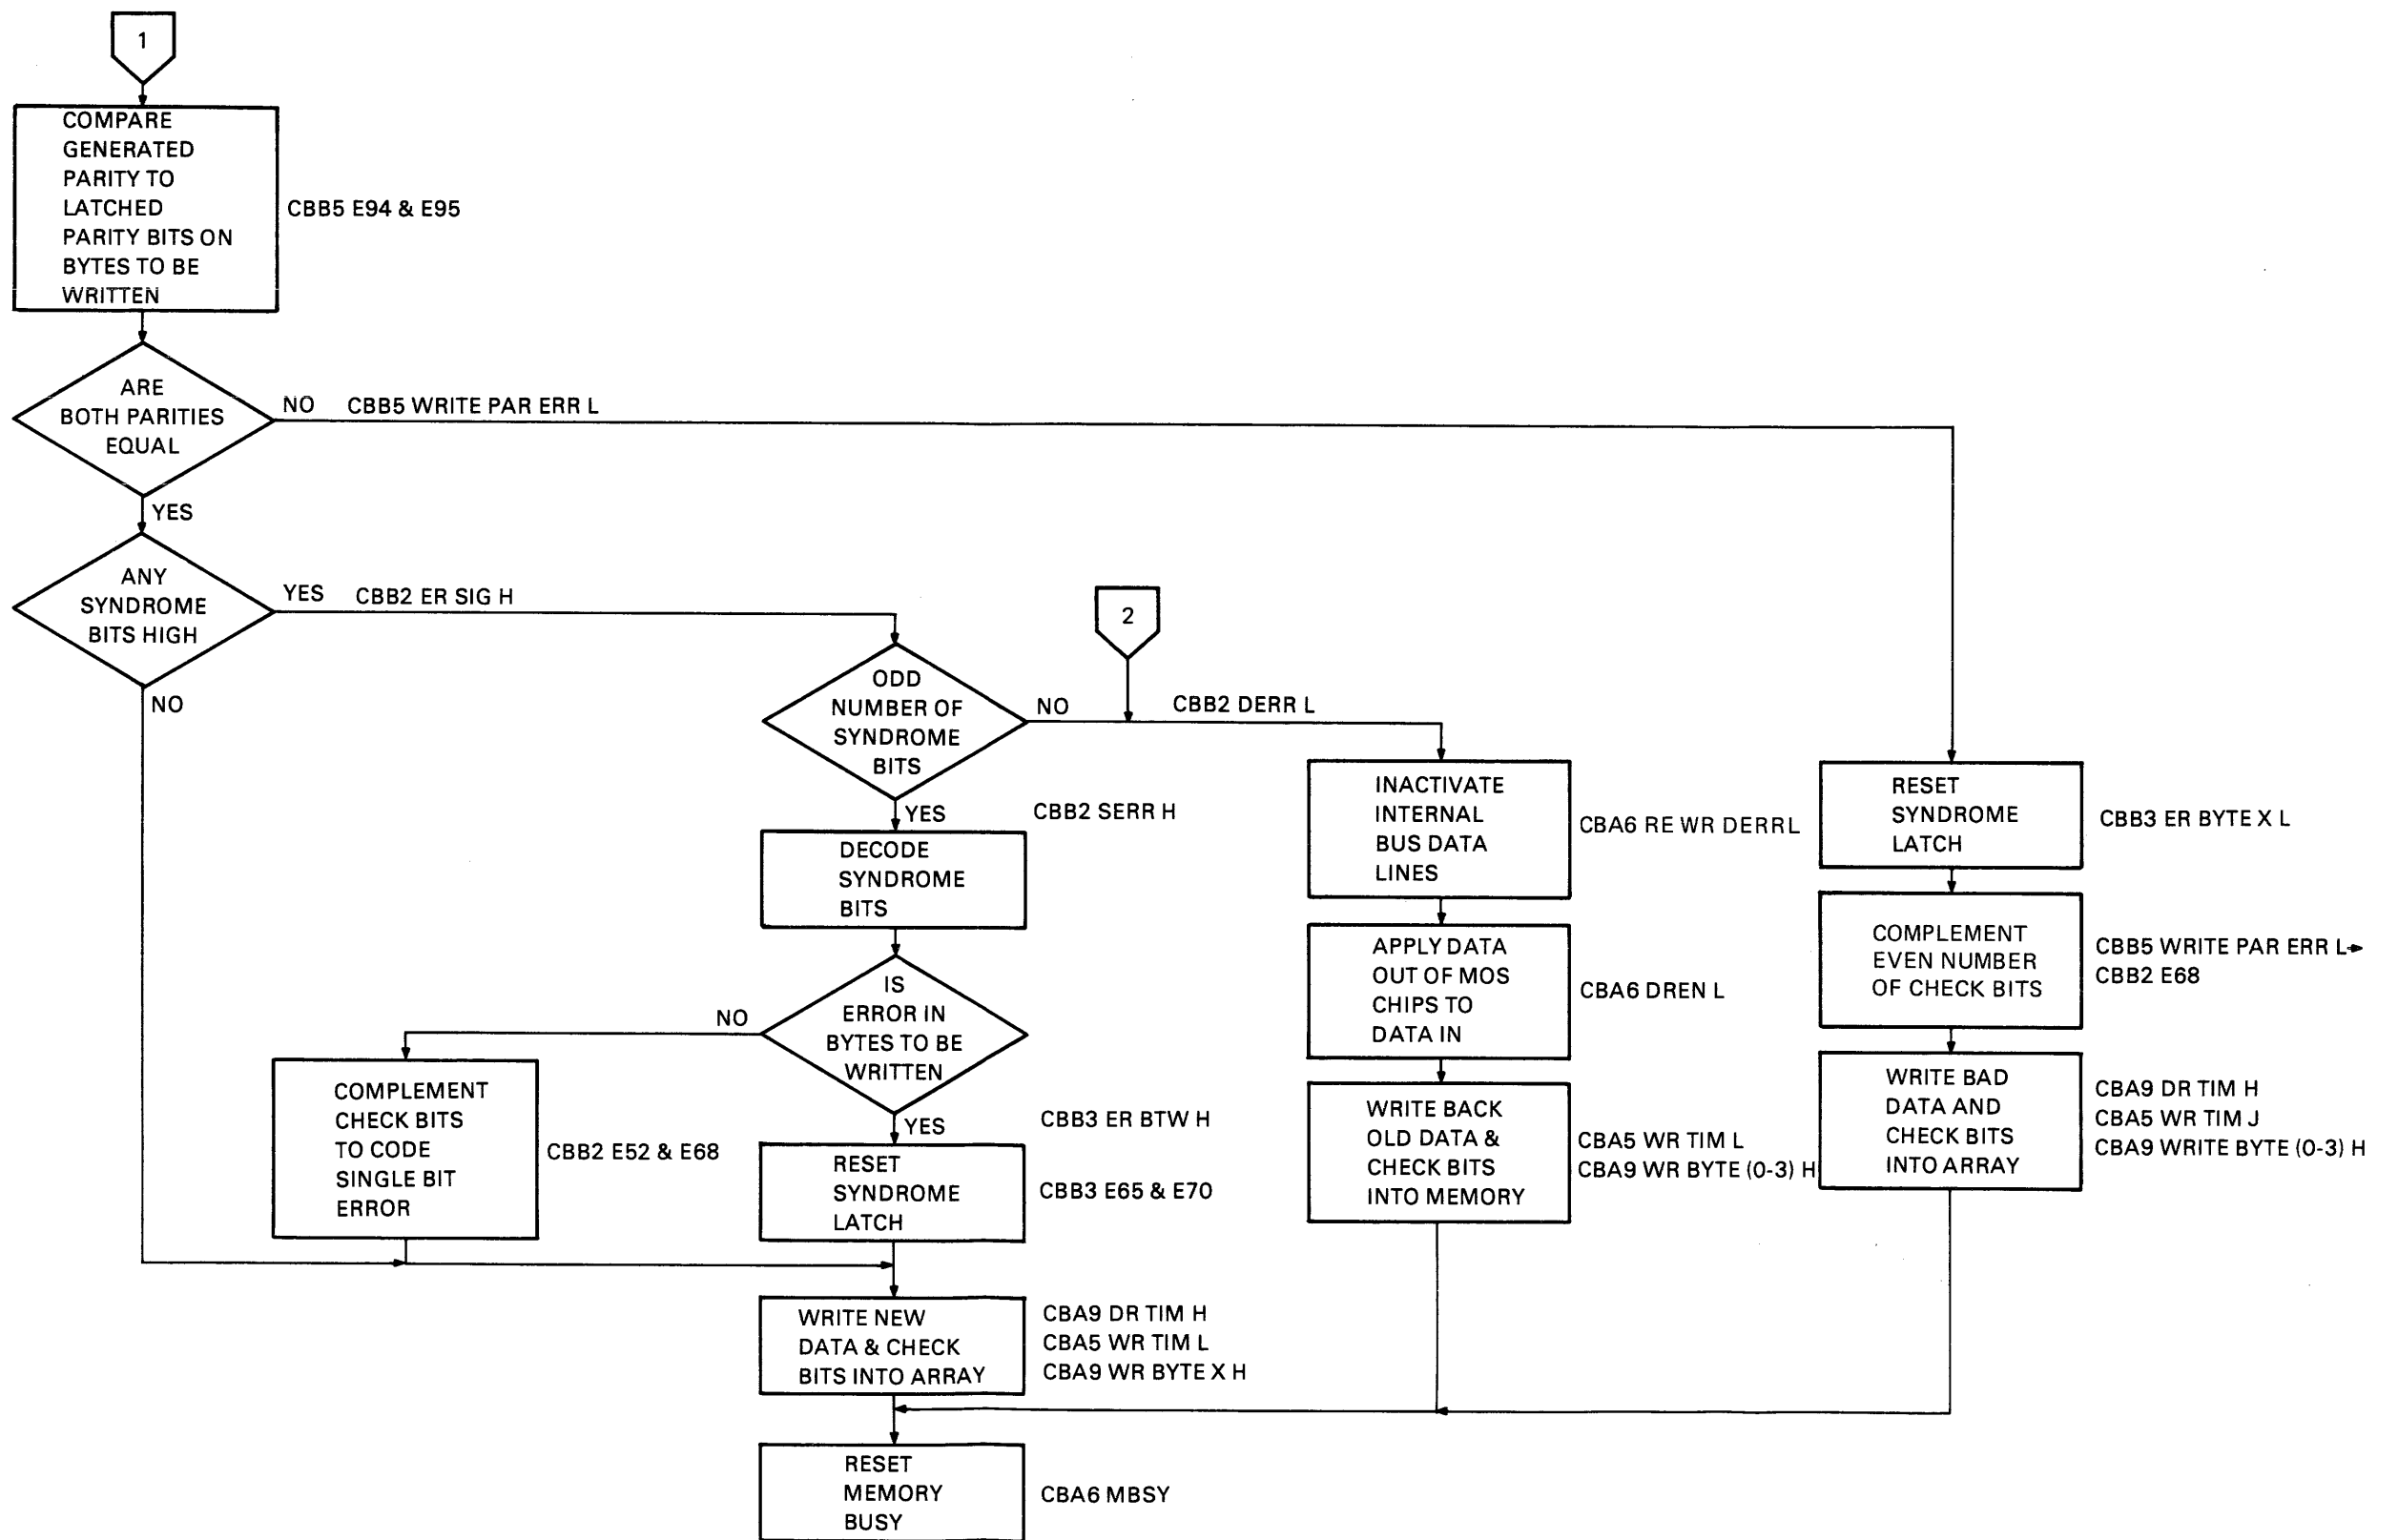 1
COMPARE
GENERATED
PARITY TO
LATCHED
PARITY BITS ON
BYTES TO BE
WRITTEN
CBB5 E94 & E95
ARE
BOTH PARITIES
EQUAL
NO CBB5 WRITE PAR ERR L
YES
ANY
SYNDROME
BITS HIGH
YES CBB2 ER SIG H
NO
2
ODD
NUMBER OF
SYNDROME
BITS
NO CBB2 DERR L
YES
CBB2 SERR H
DECODE
SYNDROME
BITS
IS
ERROR IN
BYTES TO BE
WRITTEN
NO
COMPLEMENT
CHECK BITS
TO CODE
SINGLE BIT
ERROR
CBB2 E52 & E68
YES
CBB3 ER BTW H
RESET
SYNDROME
LATCH
CBB3 E65 & E70
INACTIVATE
INTERNAL
BUS DATA
LINES
CBA6 RE WR DERRL
APPLY DATA
OUT OF MOS
CHIPS TO
DATA IN
CBA6 DREN L
WRITE BACK
OLD DATA &
CHECK BITS
INTO MEMORY
CBA5 WR TIM L
CBA9 WR BYTE (0-3) H
RESET
SYNDROME
LATCH
CBB3 ER BYTE X L
COMPLEMENT
EVEN NUMBER
OF CHECK BITS
CBB5 WRITE PAR ERR L→
CBB2 E68
WRITE BAD
DATA AND
CHECK BITS
INTO ARRAY
CBA9 DR TIM H
CBA5 WR TIM J
CBA9 WRITE BYTE (0-3) H
WRITE NEW
DATA & CHECK
BITS INTO ARRAY
CBA9 DR TIM H
CBA5 WR TIM L
CBA9 WR BYTE X H
RESET
MEMORY
BUSY
CBA6 MBSY